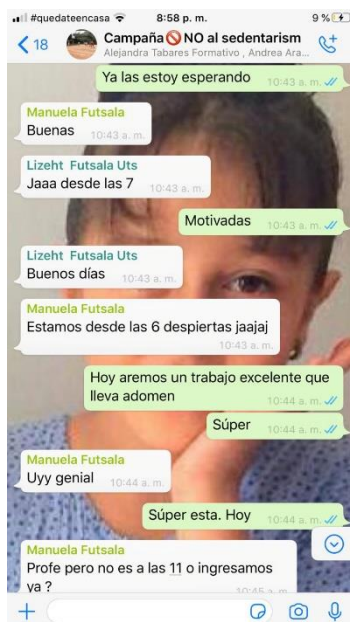 #quedateencasa 8:58 p. m. 9 %
18 Campaña🚫NO al sedentarism
Alejandra Tabares Formativo , Andrea Ara...
Ya las estoy esperando 10:43 a. m.
Manuela Futsala
Buenas 10:43 a. m.
Lizeht Futsala Uts
Jaaa desde las 7 10:43 a. m.
Motivadas 10:43 a. m.
Lizeht Futsala Uts
Buenos días 10:43 a. m.
Manuela Futsala
Estamos desde las 6 despiertas jaajaj
10:43 a. m.
Hoy aremos un trabajo excelente que
lleva adomen 10:44 a. m.
Súper 10:44 a. m.
Manuela Futsala
Uyy genial 10:44 a. m.
Súper esta. Hoy 10:44 a. m.
Manuela Futsala
Profe pero no es a las 11 o ingresamos
ya ? 10:45 a. m.